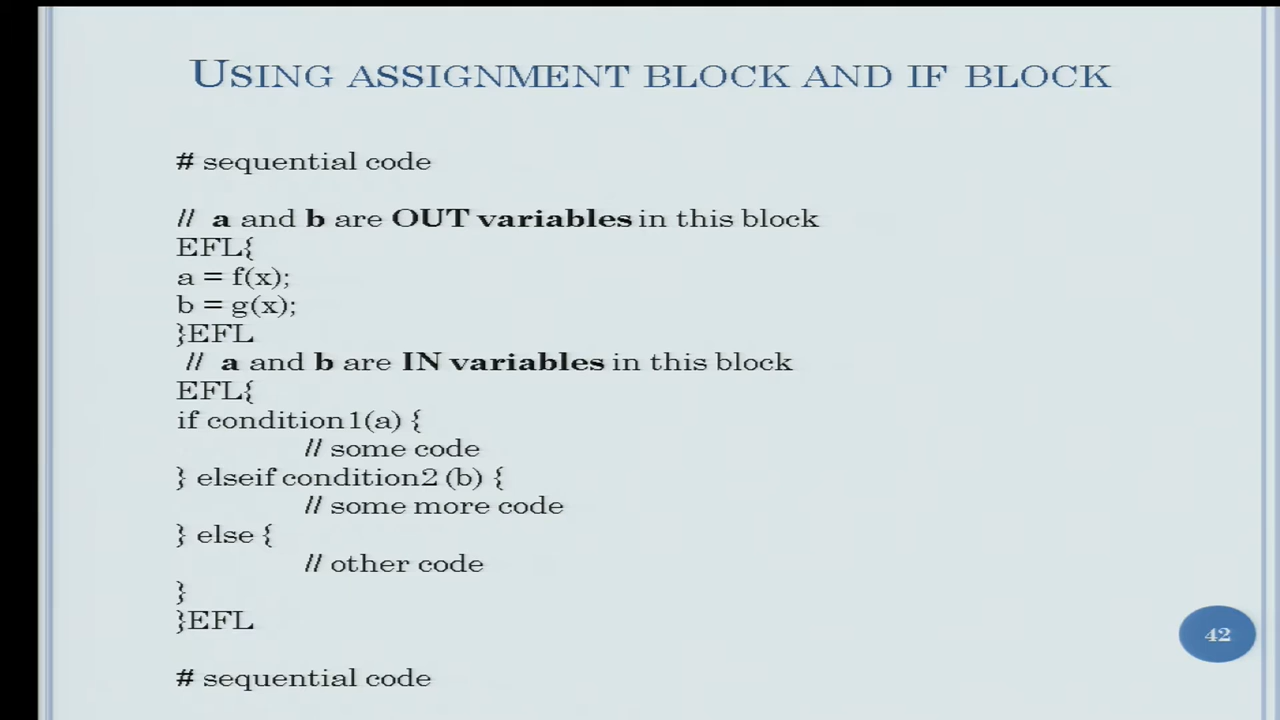 USING ASSIGNMENT BLOCK AND IF BLOCK
# sequential code
// a and b are OUT variables in this block
EFL{
a = f(x);
b = g(x);
}EFL
// a and b are IN variables in this block
EFL{
if condition1(a) {
// some code
} elseif condition2 (b) {
// some more code
} else {
// other code
}
}EFL
# sequential code
42